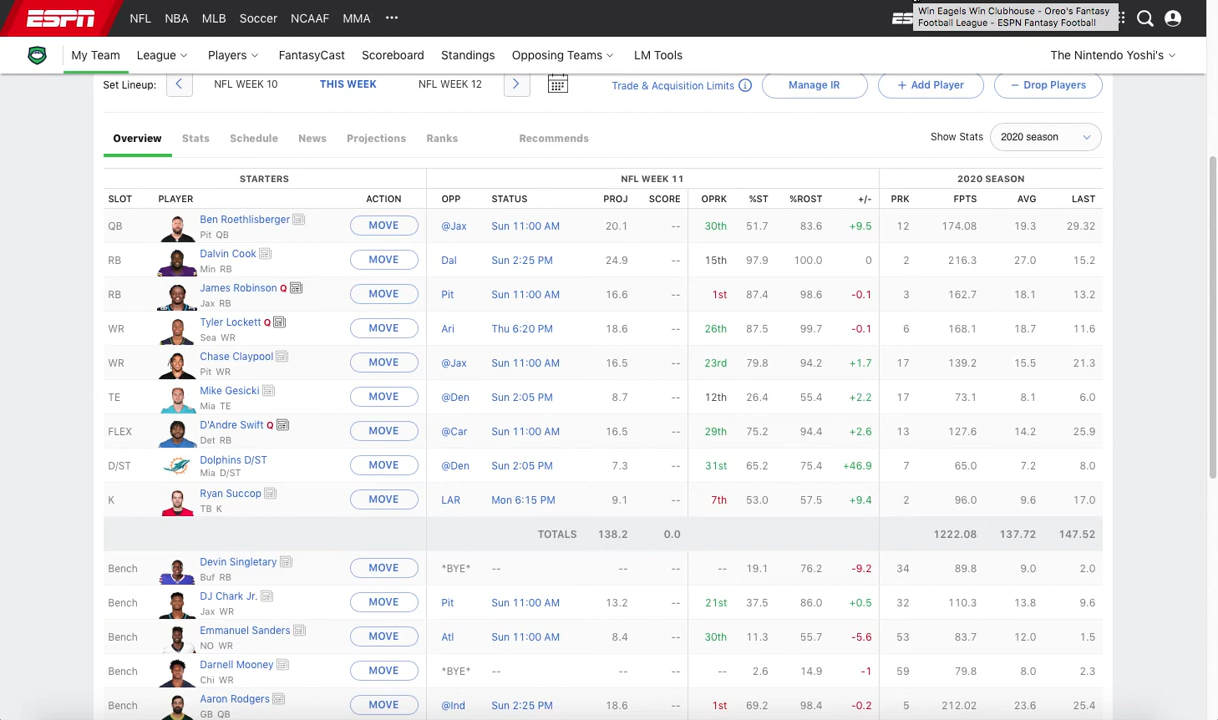 ESPN NFL NBA MLB Soccer NCAAF MMA ••• ES
Win Eagels Win Clubhouse - Oreo's Fantasy
Football League - ESPN Fantasy Football
My Team League Players FantasyCast Scoreboard Standings Opposing Teams LM Tools The Nintendo Yoshi's
Set Lineup: NFL WEEK 10 THIS WEEK NFL WEEK 12 Trade & Acquisition Limits Manage IR + Add Player − Drop Players
Overview Stats Schedule News Projections Ranks Recommends Show Stats 2020 season
STARTERS NFL WEEK 11 2020 SEASON
SLOT PLAYER ACTION OPP STATUS PROJ SCORE OPRK %ST %ROST +/- PRK FPTS AVG LAST
QB Ben Roethlisberger Pit QB MOVE @Jax Sun 11:00 AM 20.1 -- 30th 51.7 83.6 +9.5 12 174.08 19.3 29.32
RB Dalvin Cook Min RB MOVE Dal Sun 2:25 PM 24.9 -- 15th 97.9 100.0 0 2 216.3 27.0 15.2
RB James Robinson Q Jax RB MOVE Pit Sun 11:00 AM 16.6 -- 1st 87.4 98.6 -0.1 3 162.7 18.1 13.2
WR Tyler Lockett Q Sea WR MOVE Ari Thu 6:20 PM 18.6 -- 26th 87.5 99.7 -0.1 6 168.1 18.7 11.6
WR Chase Claypool Pit WR MOVE @Jax Sun 11:00 AM 16.5 -- 23rd 79.8 94.2 +1.7 17 139.2 15.5 21.3
TE Mike Gesicki Mia TE MOVE @Den Sun 2:05 PM 8.7 -- 12th 26.4 55.4 +2.2 17 73.1 8.1 6.0
FLEX D'Andre Swift Q Det RB MOVE @Car Sun 11:00 AM 16.5 -- 29th 75.2 94.4 +2.6 13 127.6 14.2 25.9
D/ST Dolphins D/ST Mia D/ST MOVE @Den Sun 2:05 PM 7.3 -- 31st 65.2 75.4 +46.9 7 65.0 7.2 8.0
K Ryan Succop TB K MOVE LAR Mon 6:15 PM 9.1 -- 7th 53.0 57.5 +9.4 2 96.0 9.6 17.0
TOTALS 138.2 0.0 1222.08 137.72 147.52
Bench Devin Singletary Buf RB MOVE *BYE* -- -- -- -- 19.1 76.2 -9.2 34 89.8 9.0 2.0
Bench DJ Chark Jr. Jax WR MOVE Pit Sun 11:00 AM 13.2 -- 21st 37.5 86.0 +0.5 32 110.3 13.8 9.6
Bench Emmanuel Sanders NO WR MOVE Atl Sun 11:00 AM 8.4 -- 30th 11.3 55.7 -5.6 53 83.7 12.0 1.5
Bench Darnell Mooney Chi WR MOVE *BYE* -- -- -- -- 2.6 14.9 -1 59 79.8 8.0 2.3
Bench Aaron Rodgers GB QB MOVE @Ind Sun 2:25 PM 18.6 -- 1st 69.2 98.4 -0.2 5 212.02 23.6 25.4